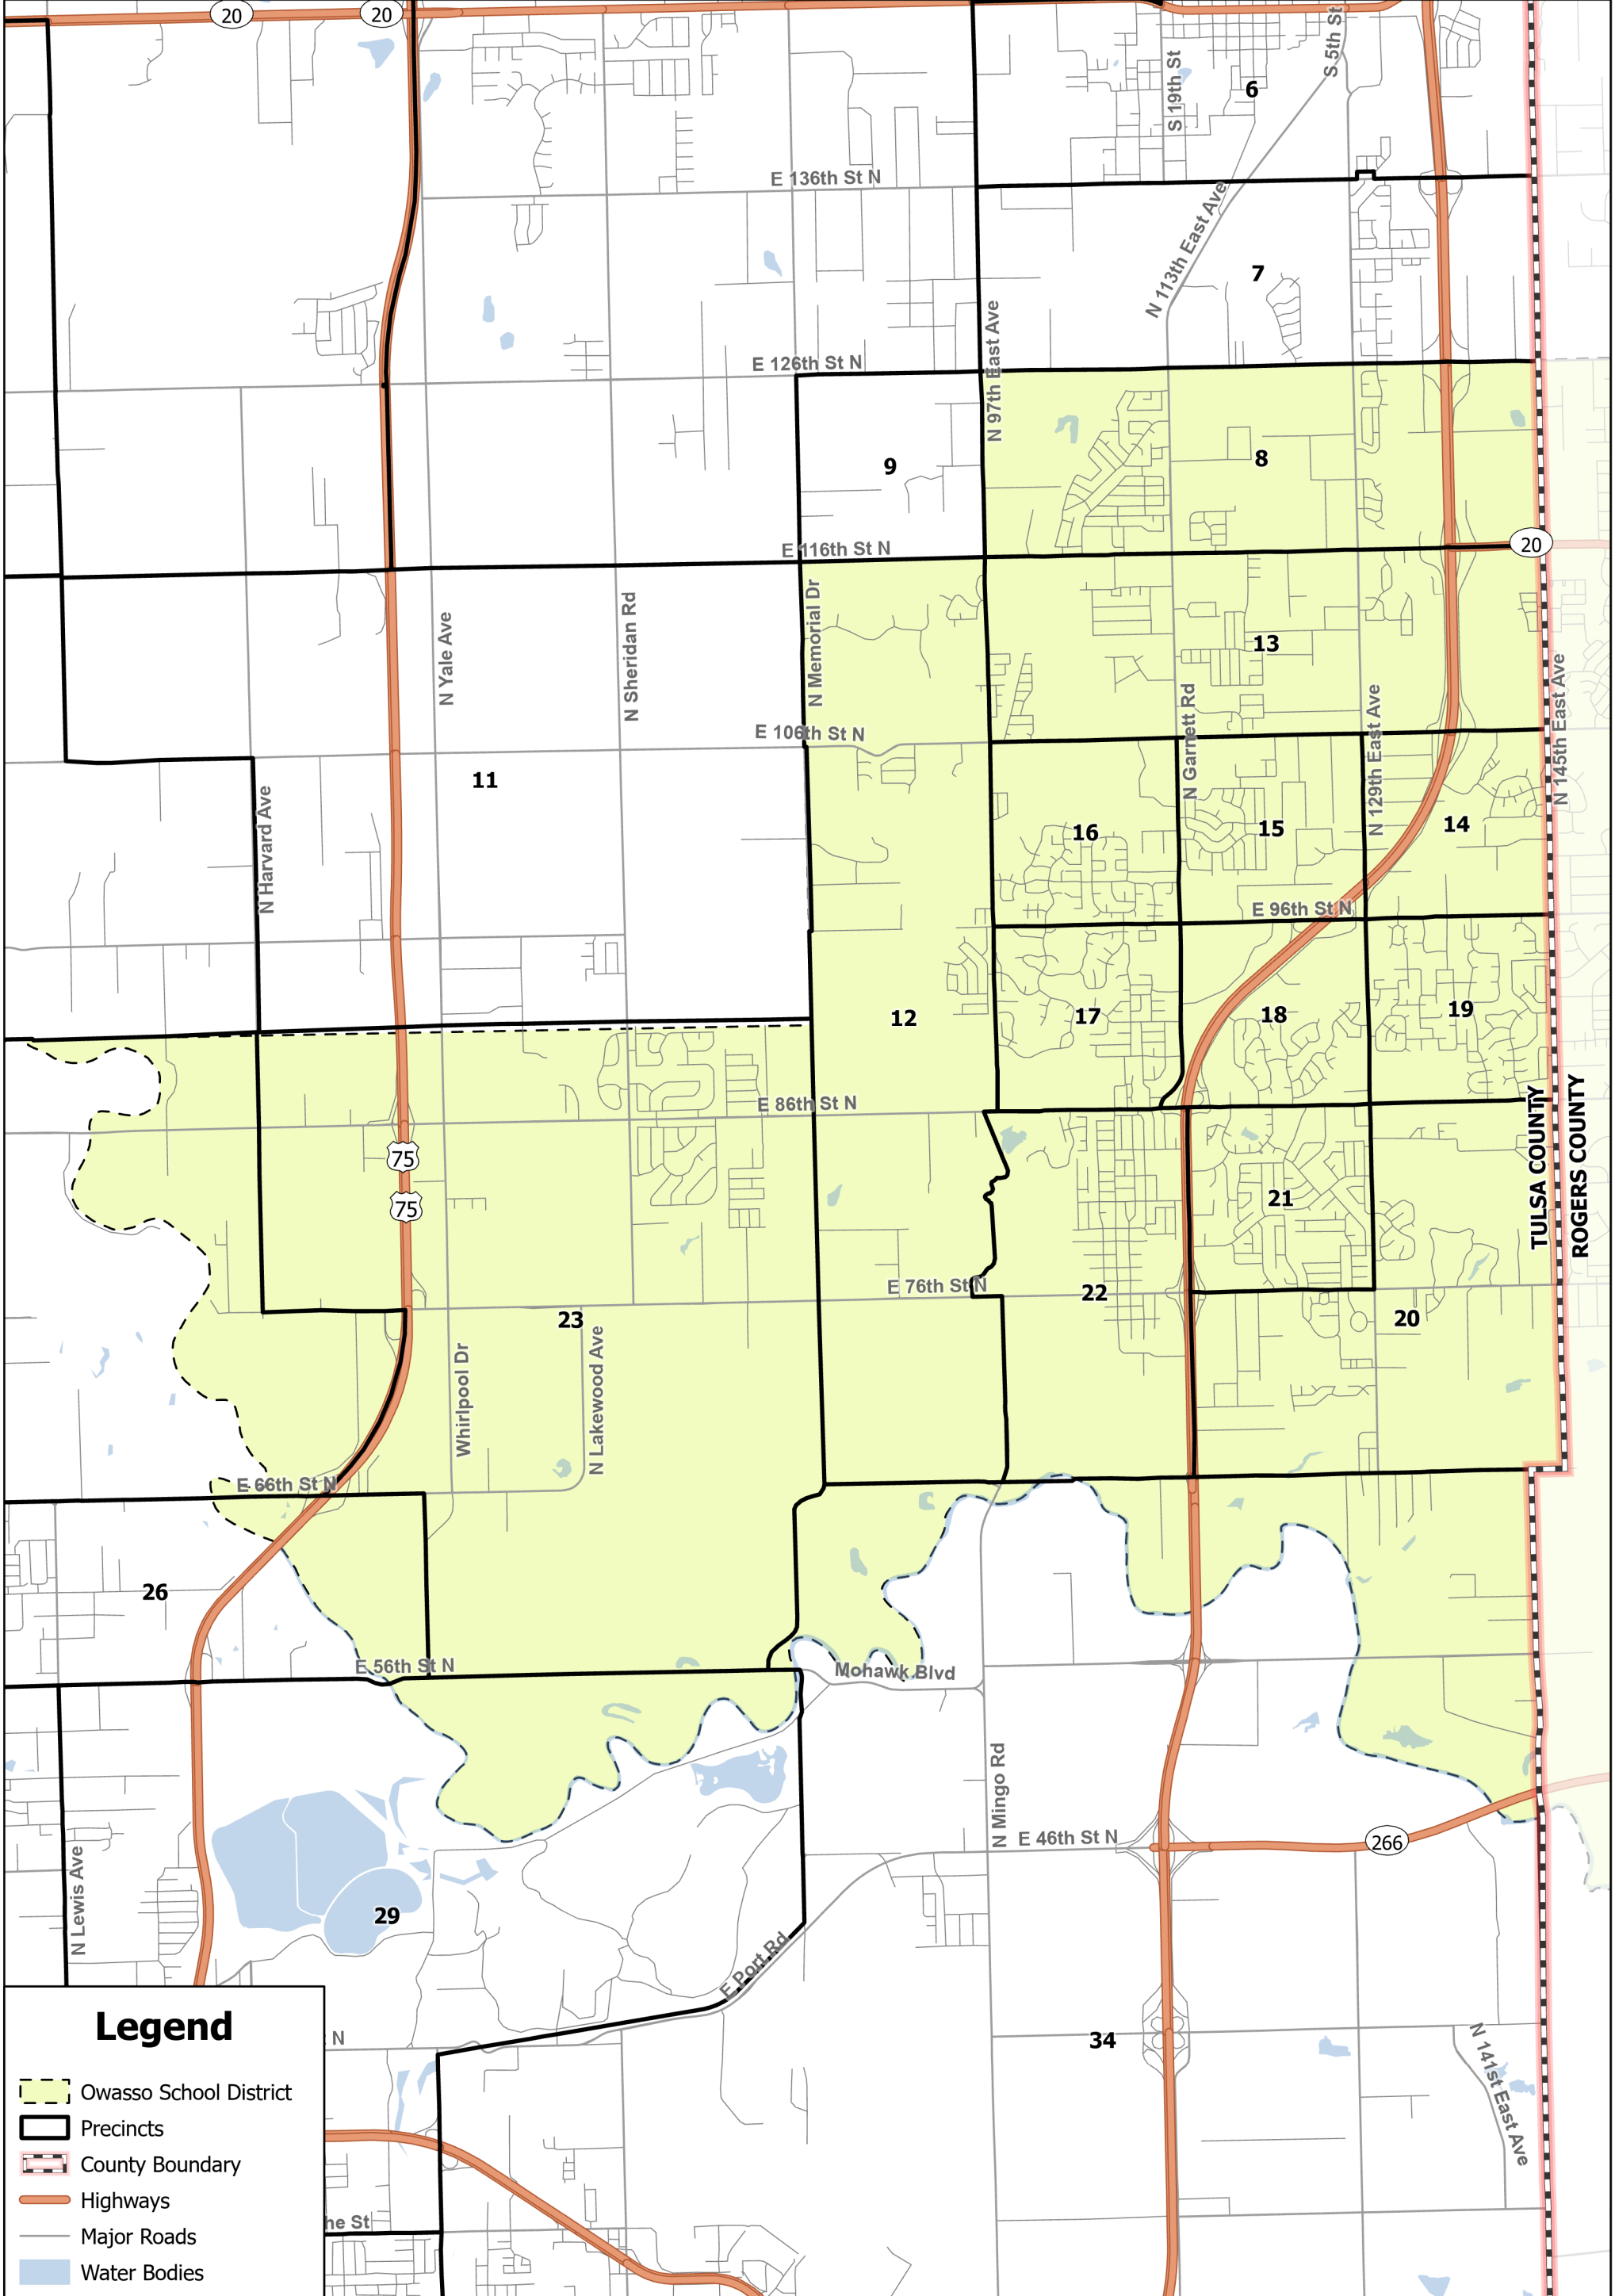 20
20
S 5th St
S 19th St
6
E 136th St N
N 113th East Ave
7
N 97th East Ave
E 126th St N
9
8
E 116th St N
20
N Memorial Dr
N Sheridan Rd
N Yale Ave
13
N 145th East Ave
N Garnett Rd
N 129th East Ave
E 106th St N
11
N Harvard Ave
16
15
14
E 96th St N
12
17
18
19
TULSA COUNTY
ROGERS COUNTY
E 86th St N
75
75
21
E 76th St N
22
20
23
Whirlpool Dr
N Lakewood Ave
E 66th St N
26
E 56th St N
Mohawk Blvd
N Mingo Rd
E 46th St N
266
N Lewis Ave
29
E Port Rd
34
N 141st East Ave
N
he St
Legend
Owasso School District
Precincts
County Boundary
Highways
Major Roads
Water Bodies